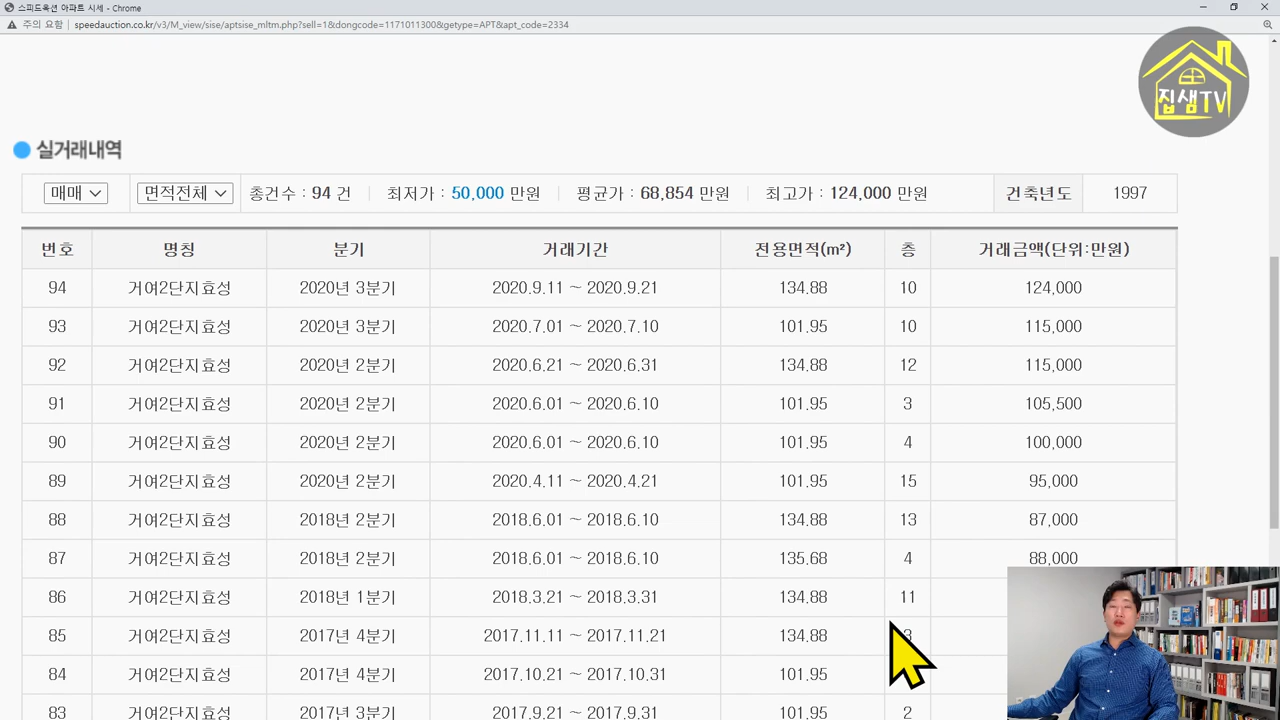 스피드옥션 아파트 시세 - Chrome
주의 요함 speedauction.co.kr/v3/M_view/sise/aptsise_mltm.php?sell=1&dongcode=1171011300&getype=APT&apt_code=2334
집샘TV
실거래내역
매매 면적전체 총건수 : 94 건 최저가 : 50,000 만원 평균가 : 68,854 만원 최고가 : 124,000 만원 건축년도 1997
번호 명칭 분기 거래기간 전용면적(m²) 층 거래금액(단위:만원)
94 거여2단지효성 2020년 3분기 2020.9.11 ~ 2020.9.21 134.88 10 124,000
93 거여2단지효성 2020년 3분기 2020.7.01 ~ 2020.7.10 101.95 10 115,000
92 거여2단지효성 2020년 2분기 2020.6.21 ~ 2020.6.31 134.88 12 115,000
91 거여2단지효성 2020년 2분기 2020.6.01 ~ 2020.6.10 101.95 3 105,500
90 거여2단지효성 2020년 2분기 2020.6.01 ~ 2020.6.10 101.95 4 100,000
89 거여2단지효성 2020년 2분기 2020.4.11 ~ 2020.4.21 101.95 15 95,000
88 거여2단지효성 2018년 2분기 2018.6.01 ~ 2018.6.10 134.88 13 87,000
87 거여2단지효성 2018년 2분기 2018.6.01 ~ 2018.6.10 135.68 4 88,000
86 거여2단지효성 2018년 1분기 2018.3.21 ~ 2018.3.31 134.88 11
85 거여2단지효성 2017년 4분기 2017.11.11 ~ 2017.11.21 134.88
84 거여2단지효성 2017년 4분기 2017.10.21 ~ 2017.10.31 101.95
83 거여2단지효성 2017년 3분기 2017.9.21 ~ 2017.9.31 101.95 2